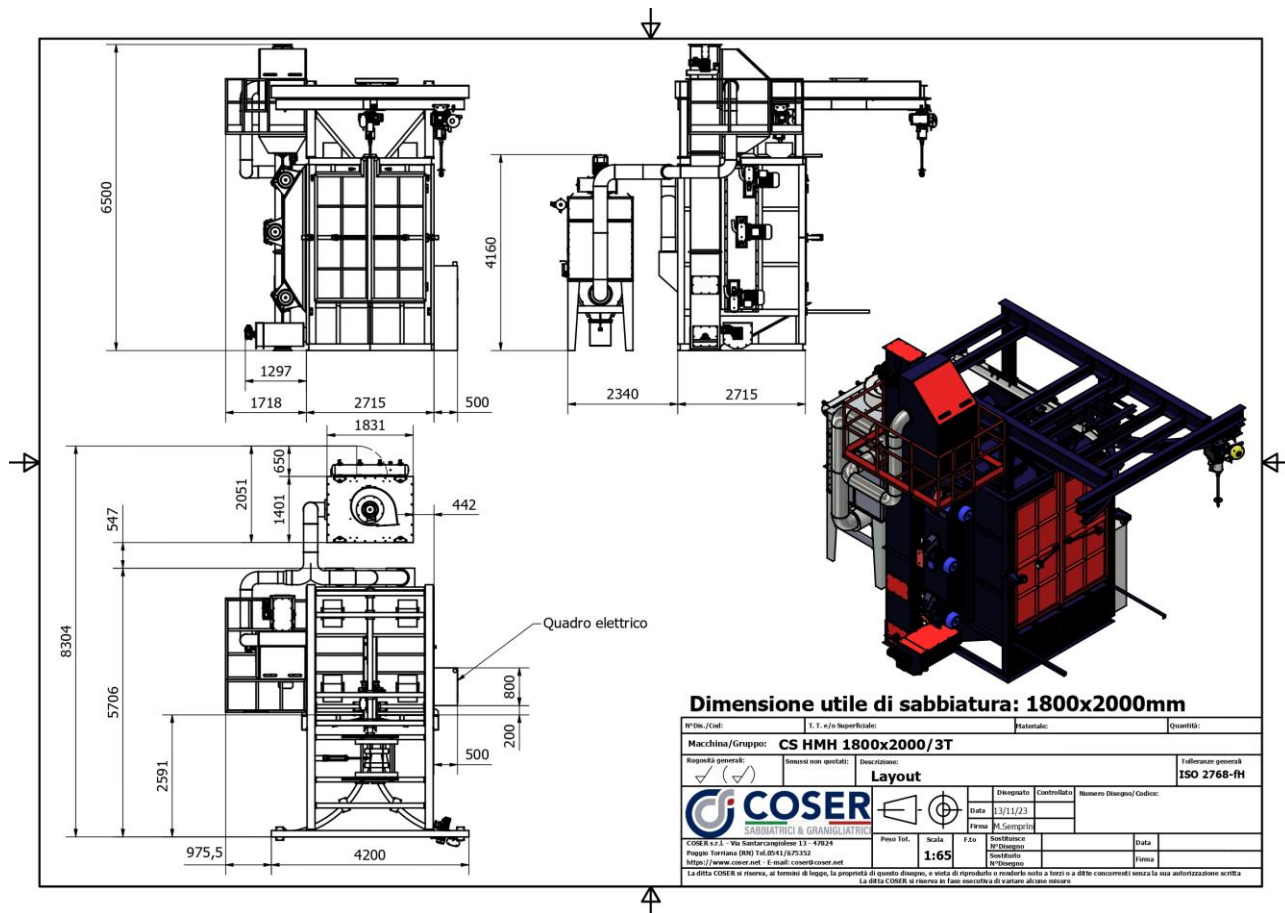 6500
4160
1297
1718
2715
500
2340
2715
1831
650
2051
1401
442
547
8304
5706
2591
Quadro elettrico
800
200
500
975,5
4200
Dimensione utile di sabbiatura: 1800x2000mm
N°Dis./Cod: T. T. e/o Superficiale: Materiale: Quantità:
Macchina/Gruppo: CS HMH 1800x2000/3T
Rugosità generali: Smussi non quotati: Descrizione: Tolleranze generali
Layout ISO 2768-fH
COSER
SABBIATRICI & GRANIGLIATRICI
Disegnato Controllato Numero Disegno/Codice:
Data 13/11/23
Firma M.Semprini
COSER s.r.l. - Via Santarcangiolese 13 - 47824
Poggio Torriana (RN) Tel.0541/675352
https://www.coser.net - E-mail: coser@coser.net
Peso Tot. Scala F.to Sostituisce N°Disegno Data
1:65 Sostituito N°Disegno Firma
La ditta COSER si riserva, ai termini di legge, la proprietà di questo disegno, e vieta di riprodurlo o renderlo noto a terzi o a ditte concorrenti senza la sua autorizzazione scritta
La ditta COSER si riserva in fase esecutiva di variare alcune misure